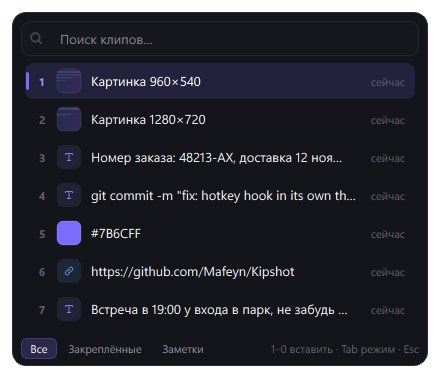 Поиск клипов...
1 Картинка 960×540 сейчас
2 Картинка 1280×720 сейчас
3 T Номер заказа: 48213-AX, доставка 12 ноя... сейчас
4 T git commit -m "fix: hotkey hook in its own th... сейчас
5 #7B6CFF сейчас
6 https://github.com/Mafeyn/Kipshot сейчас
7 T Встреча в 19:00 у входа в парк, не забудь ... сейчас
Все Закреплённые Заметки 1–0 вставить · Tab режим · Esc